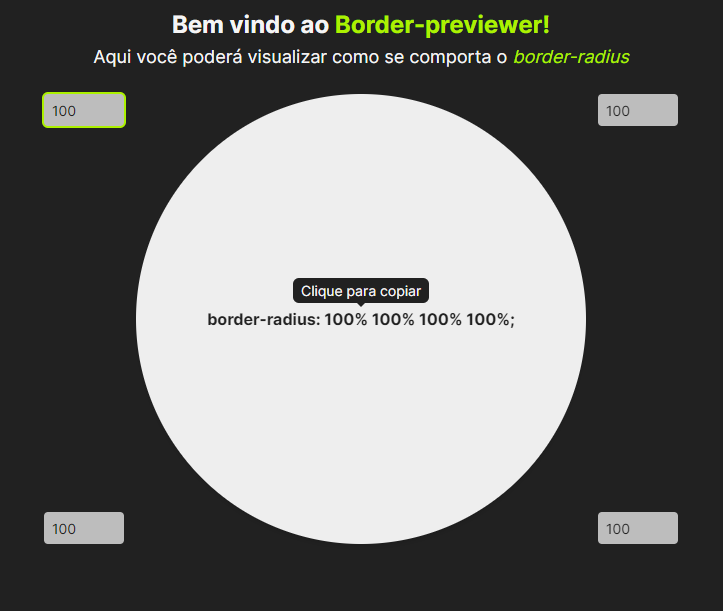 Bem vindo ao Border-previewer!
Aqui você poderá visualizar como se comporta o border-radius
100
100
Clique para copiar
border-radius: 100% 100% 100% 100%;
100
100